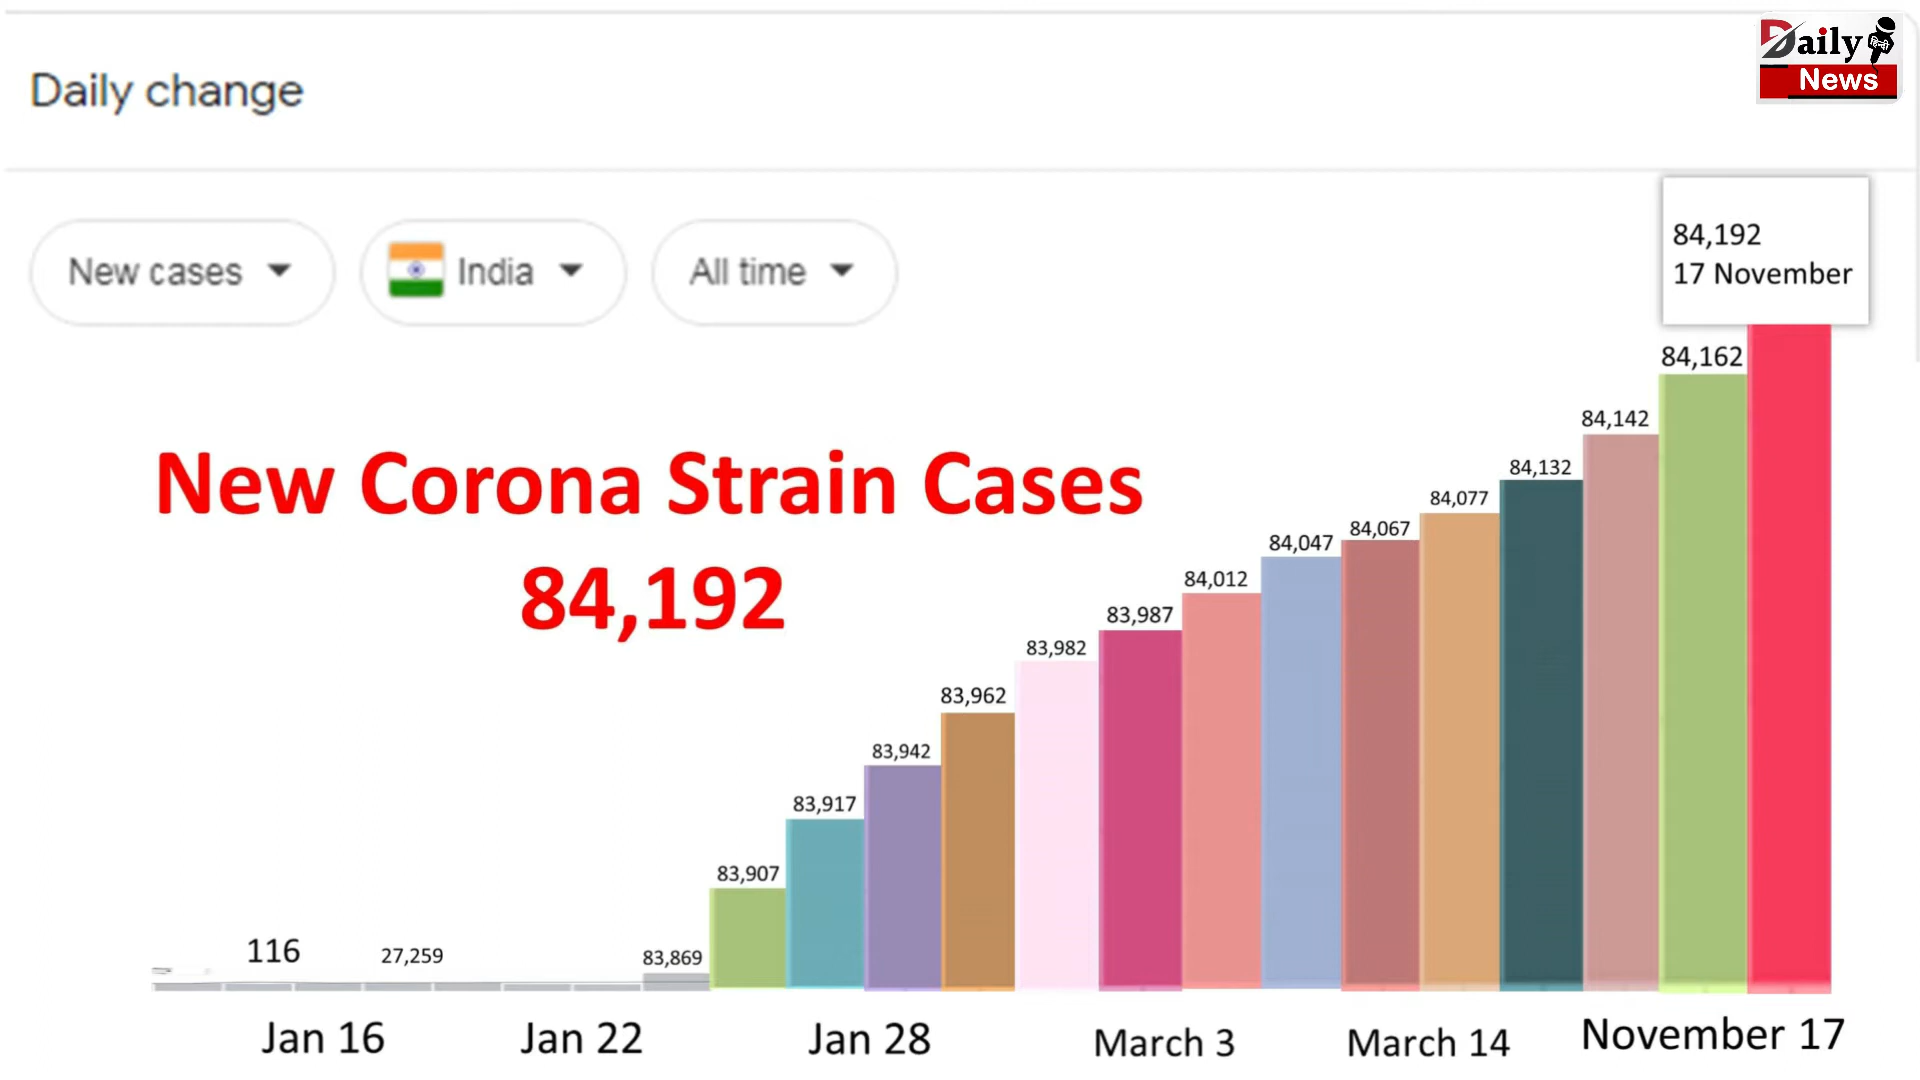 Daily change
Daily
हिन्दी
News
New cases
India
All time
84,192
17 November
84,162
84,142
84,132
84,077
84,067
84,047
84,012
83,987
83,982
83,962
83,942
83,917
83,907
83,869
27,259
116
New Corona Strain Cases
84,192
Jan 16
Jan 22
Jan 28
March 3
March 14
November 17